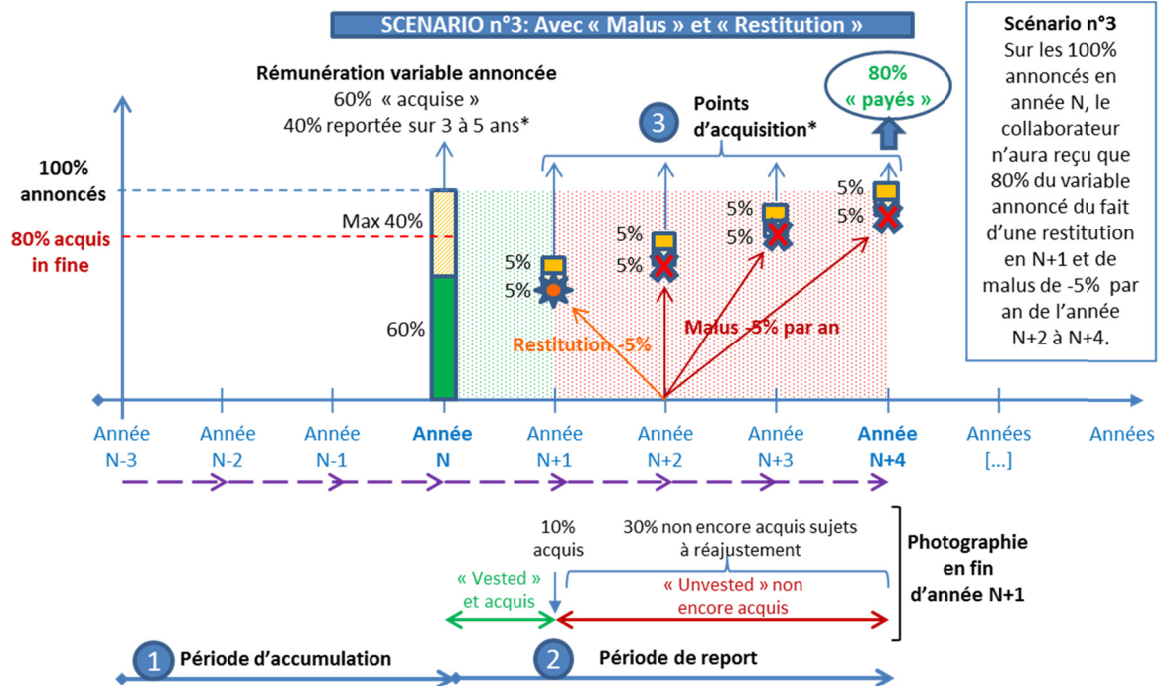 SCENARIO n°3: Avec « Malus » et « Restitution »
Rémunération variable annoncée
60% « acquise »
40% reportée sur 3 à 5 ans*
3
Points
d’acquisition*
80%
« payés »
Scénario n°3
Sur les 100%
annoncés en
année N, le
collaborateur
n’aura reçu que
80% du variable
annoncé du fait
d’une restitution
en N+1 et de
malus de -5% par
an de l’année
N+2 à N+4.
100%
annoncés
80% acquis
in fine
Max 40%
60%
5%
5%
5%
5%
5%
5%
5%
5%
Restitution -5%
Malus -5% par an
Année
N-3
Année
N-2
Année
N-1
Année
N
Année
N+1
Année
N+2
Année
N+3
Année
N+4
Années
[...]
Années
10%
acquis
30% non encore acquis sujets
à réajustement
« Vested »
et acquis
« Unvested » non
encore acquis
Photographie
en fin
d’année N+1
1
Période d’accumulation
2
Période de report